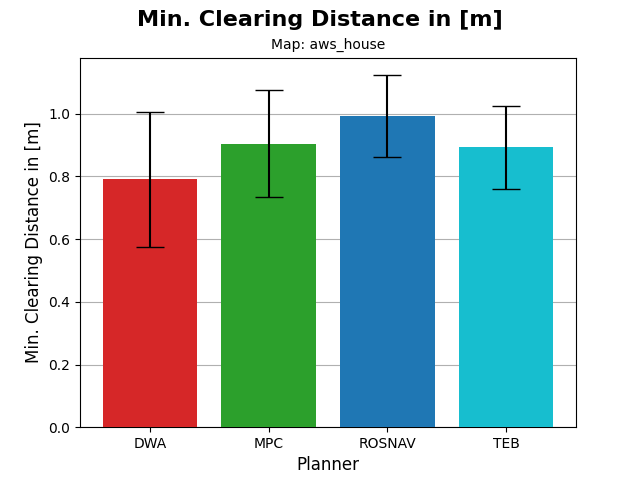 Min. Clearing Distance in [m]
Map: aws_house
Min. Clearing Distance in [m]
1.0
0.8
0.6
0.4
0.2
0.0
DWA MPC ROSNAV TEB
Planner